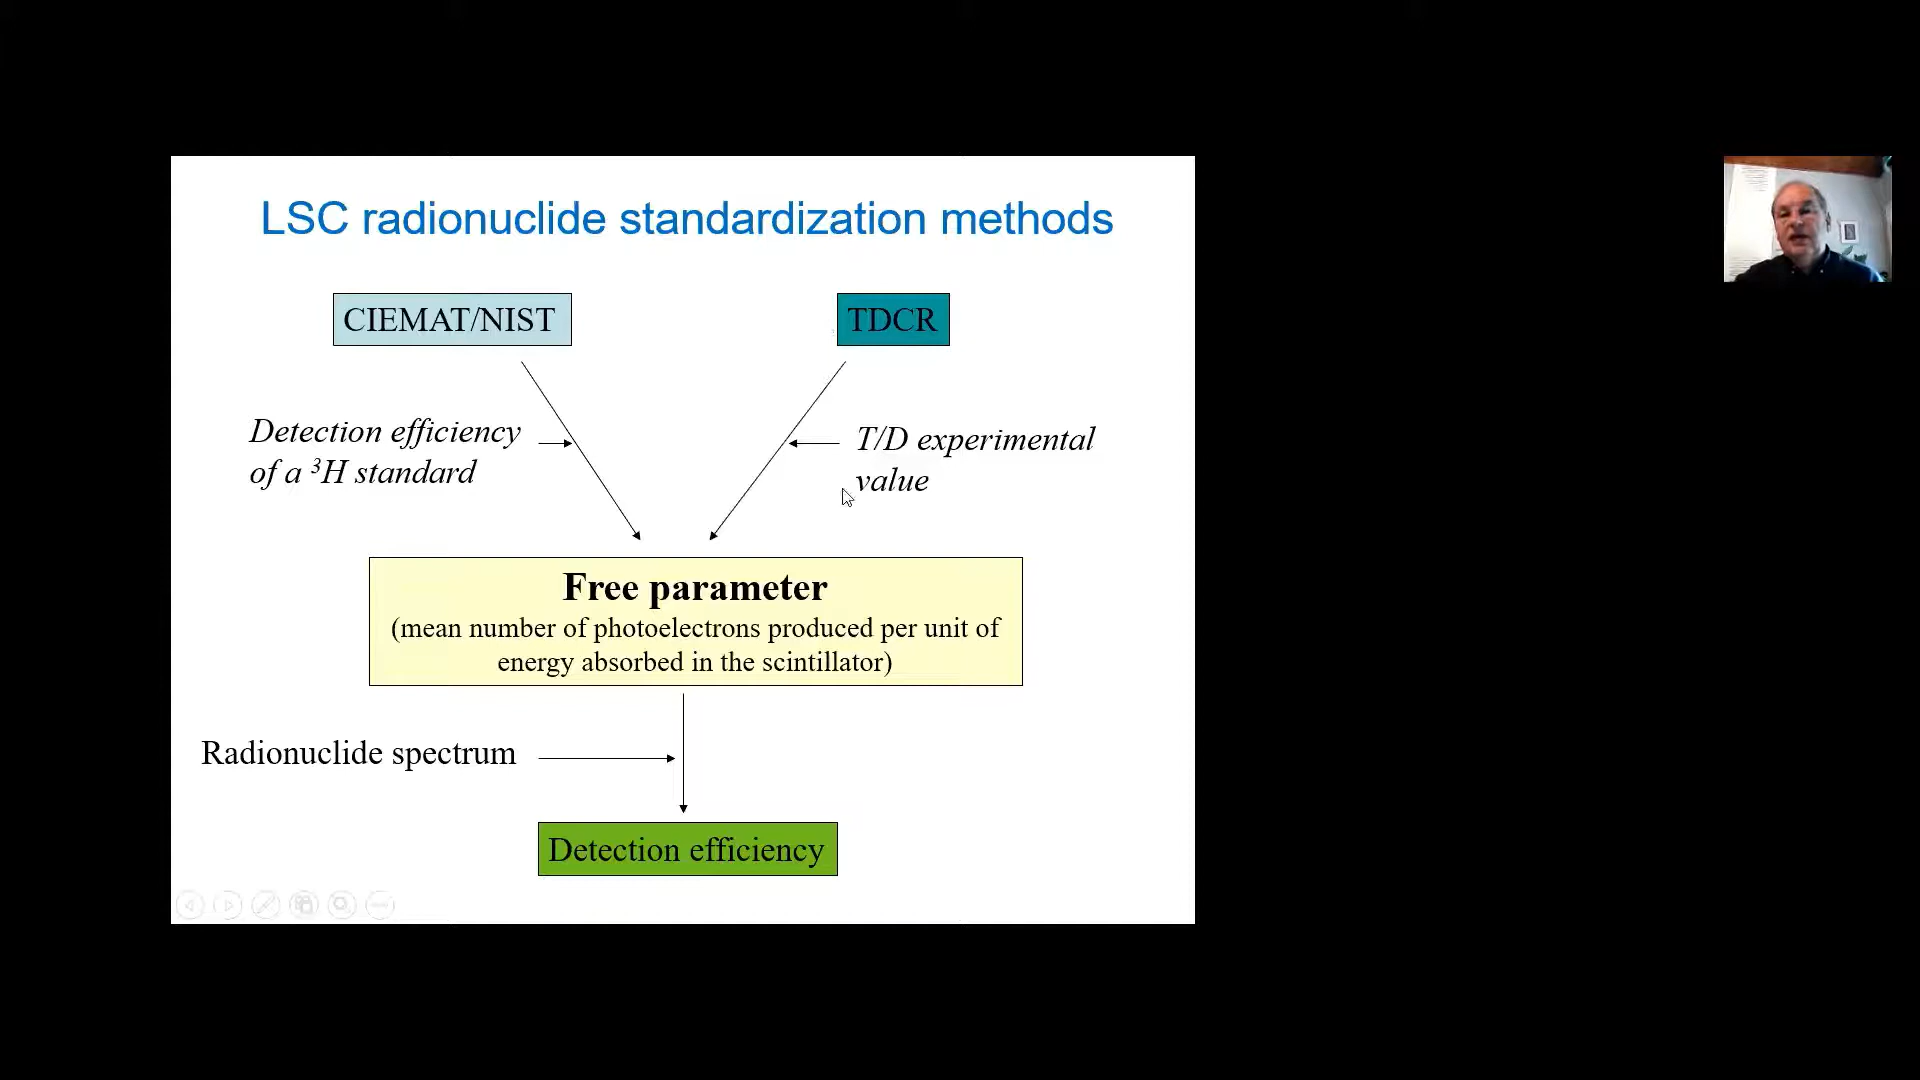 LSC radionuclide standardization methods
CIEMAT/NIST
TDCR
Detection efficiency
of a ³H standard
T/D experimental
value
Free parameter
(mean number of photoelectrons produced per unit of
energy absorbed in the scintillator)
Radionuclide spectrum
Detection efficiency